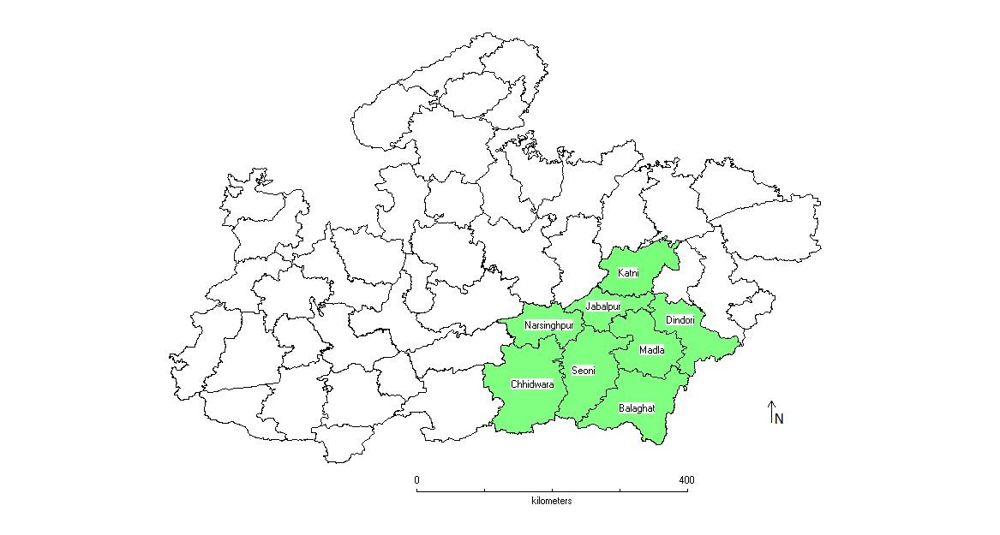 Katni
Jabalpur
Dindori
Narsinghpur
Madla
Seoni
Chhidwara
Balaghat
N
0 400
kilometers